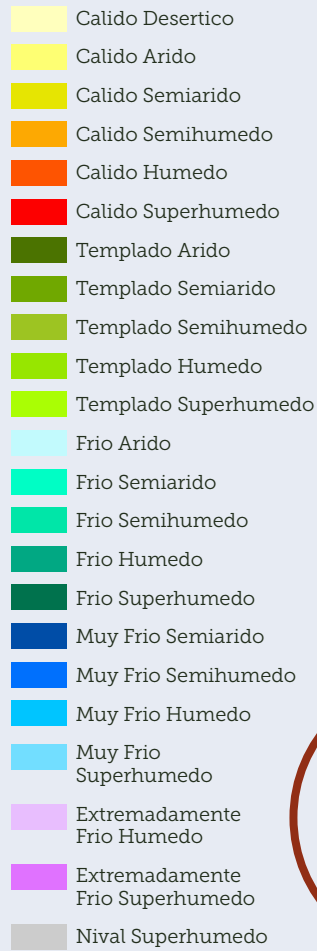 Calido Desertico
Calido Arido
Calido Semiarido
Calido Semihumedo
Calido Humedo
Calido Superhumedo
Templado Arido
Templado Semiarido
Templado Semihumedo
Templado Humedo
Templado Superhumedo
Frio Arido
Frio Semiarido
Frio Semihumedo
Frio Humedo
Frio Superhumedo
Muy Frio Semiarido
Muy Frio Semihumedo
Muy Frio Humedo
Muy Frio
Superhumedo
Extremadamente
Frio Humedo
Extremadamente
Frio Superhumedo
Nival Superhumedo